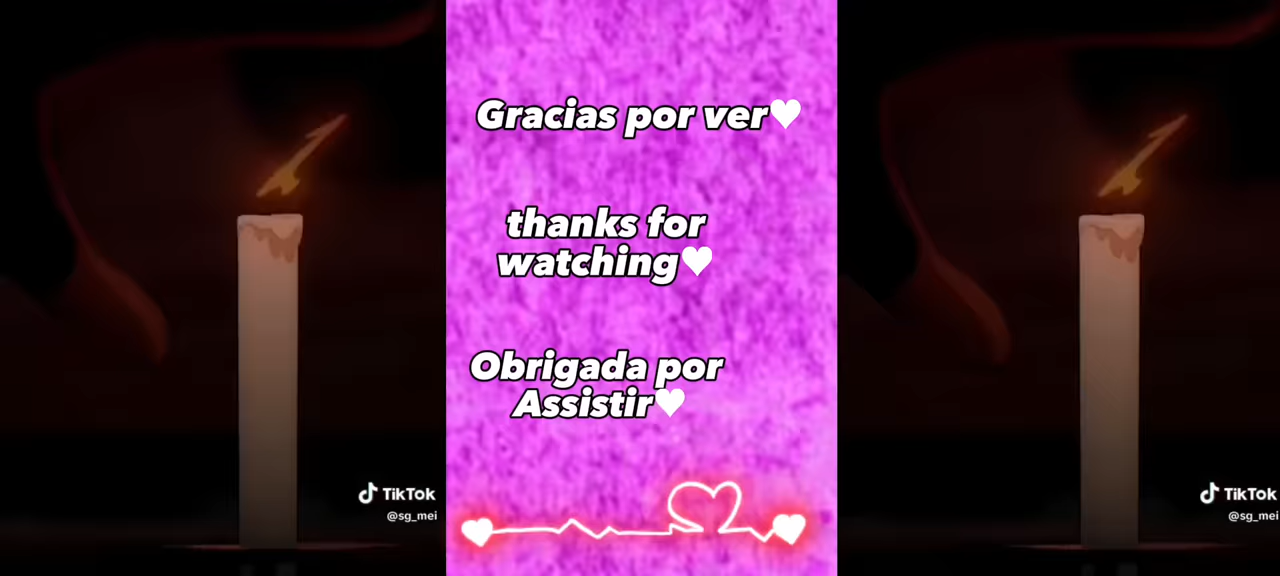 Gracias por ver🤍
thanks for
watching🤍
Obrigada por
Assistir🤍
TikTok
@sg_mei
TikTok
@sg_mei